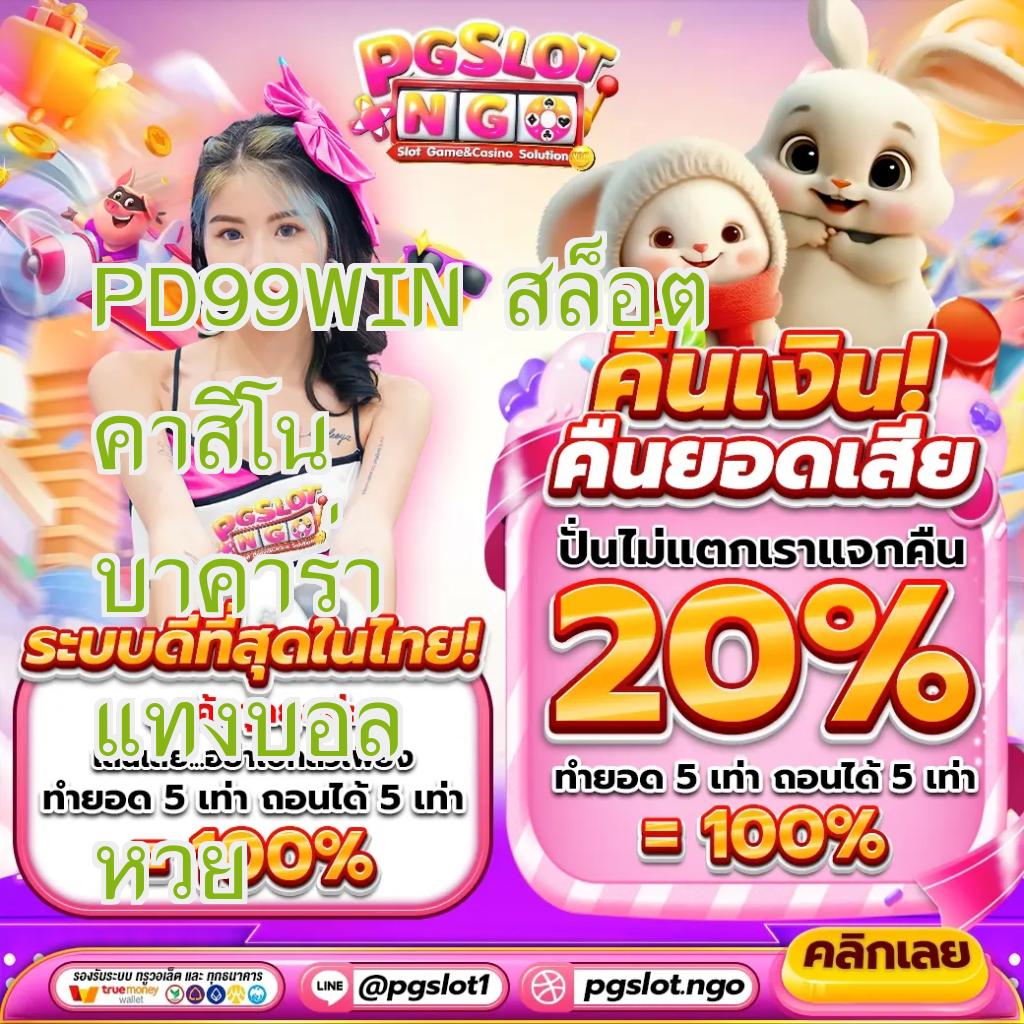 PGSLOT
NGO
Slot Game&Casino Solution
PD99WIN สล็อต
คาสิโน
บาคาร่า
แทงบอล
หวย
PGSLOT
NGO
ระบบดีที่สุดในไทย!
ทำยอด 5 เท่า ถอนได้ 5 เท่า
100%
คืนเงิน!
คืนยอดเสีย
ปั่นไม่แตกเราแจกคืน
20%
ทำยอด 5 เท่า ถอนได้ 5 เท่า
= 100%
คลิกเลย
รองรับระบบ ทรูวอเล็ต และ ทุกธนาคาร
truemoney
wallet
LINE @pgslot1
pgslot.ngo